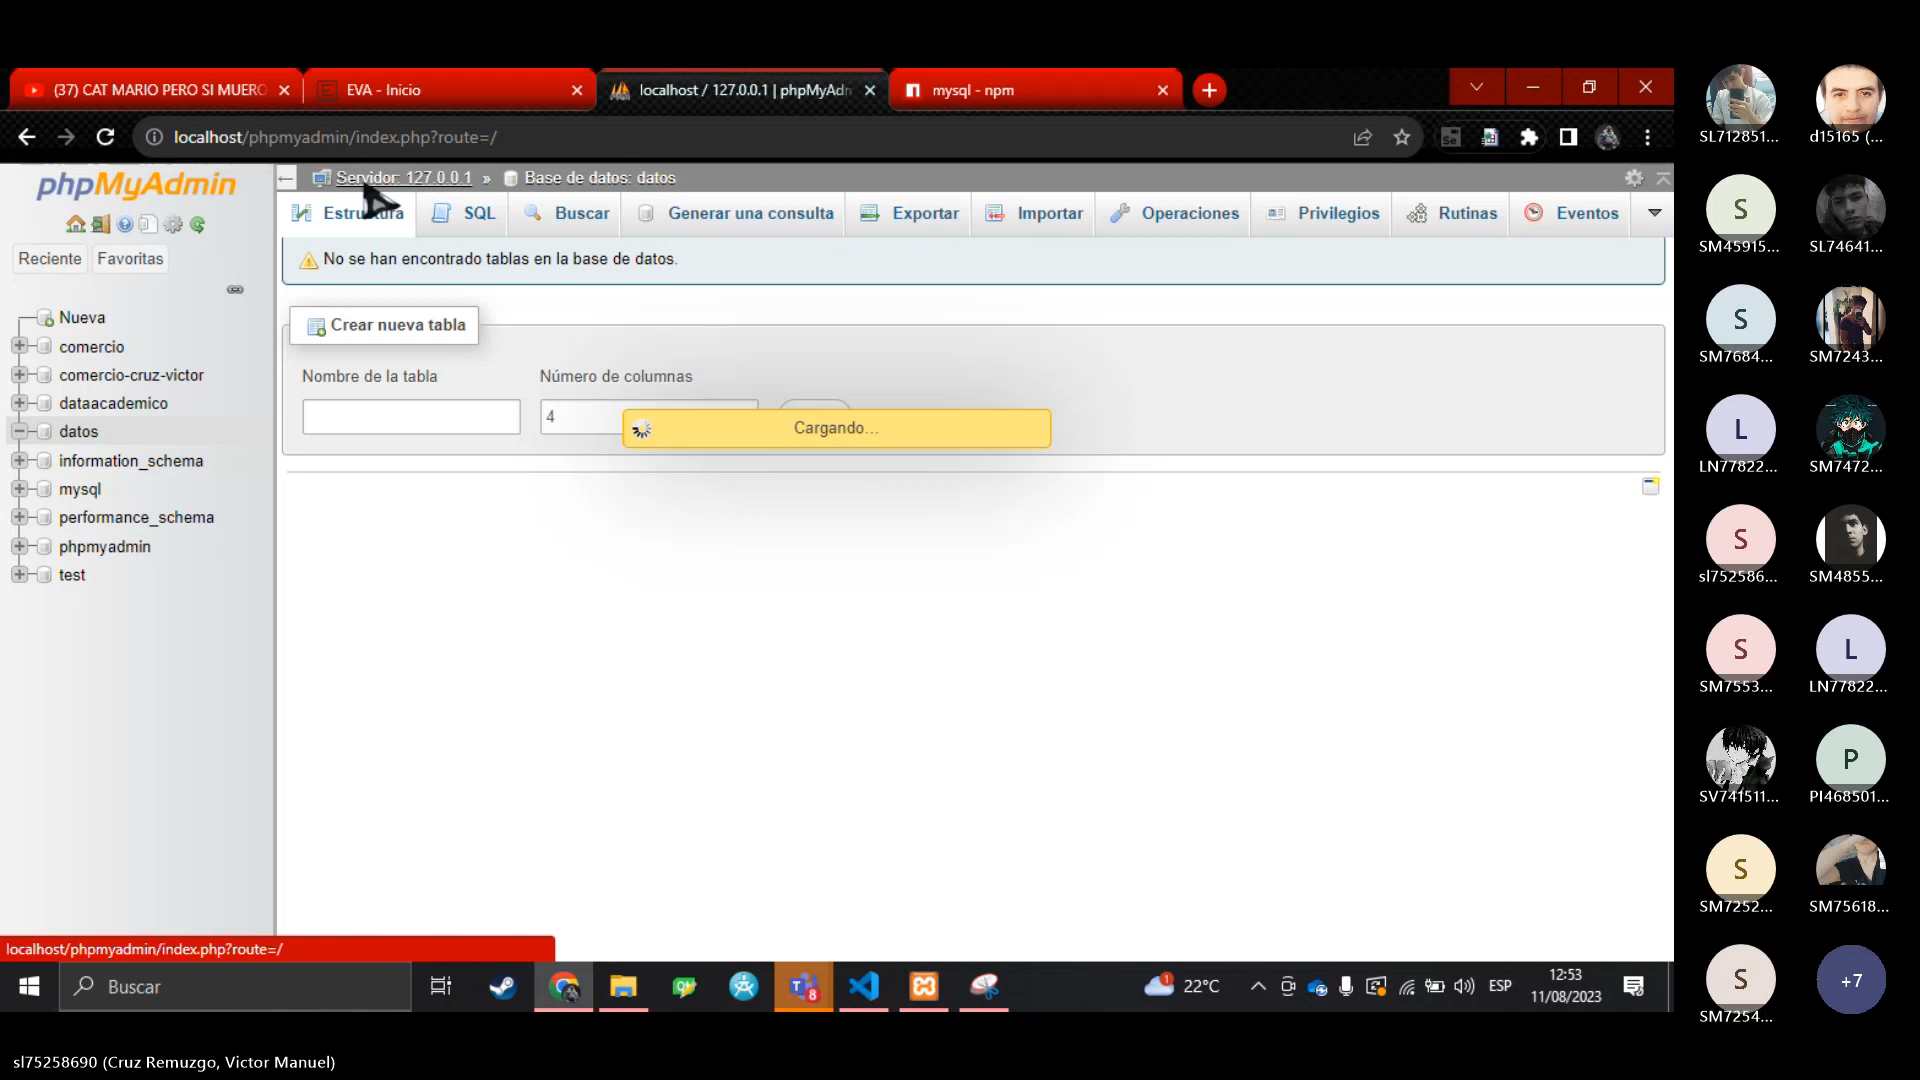 (37) CAT MARIO PERO SI MUERO
EVA - Inicio
localhost / 127.0.0.1 | phpMyAdm
mysql - npm
localhost/phpmyadmin/index.php?route=/
phpMyAdmin
Reciente
Favoritas
Nueva
comercio
comercio-cruz-victor
dataacademico
datos
information_schema
mysql
performance_schema
phpmyadmin
test
Servidor: 127.0.0.1 » Base de datos: datos
Estructura
SQL
Buscar
Generar una consulta
Exportar
Importar
Operaciones
Privilegios
Rutinas
Eventos
No se han encontrado tablas en la base de datos.
Crear nueva tabla
Nombre de la tabla
Número de columnas
4
Cargando...
localhost/phpmyadmin/index.php?route=/
Buscar
8
1
22°C
ESP
12:53
11/08/2023
SL712851...
d15165 (...
S
SM45915...
SL74641...
S
SM7684...
SM7243...
L
LN77822...
SM7472...
S
sl752586...
SM4855...
S
SM7553...
L
LN77822...
SV741511...
P
PI468501...
S
SM7252...
SM75618...
S
SM7254...
+7
sl75258690 (Cruz Remuzgo, Victor Manuel)